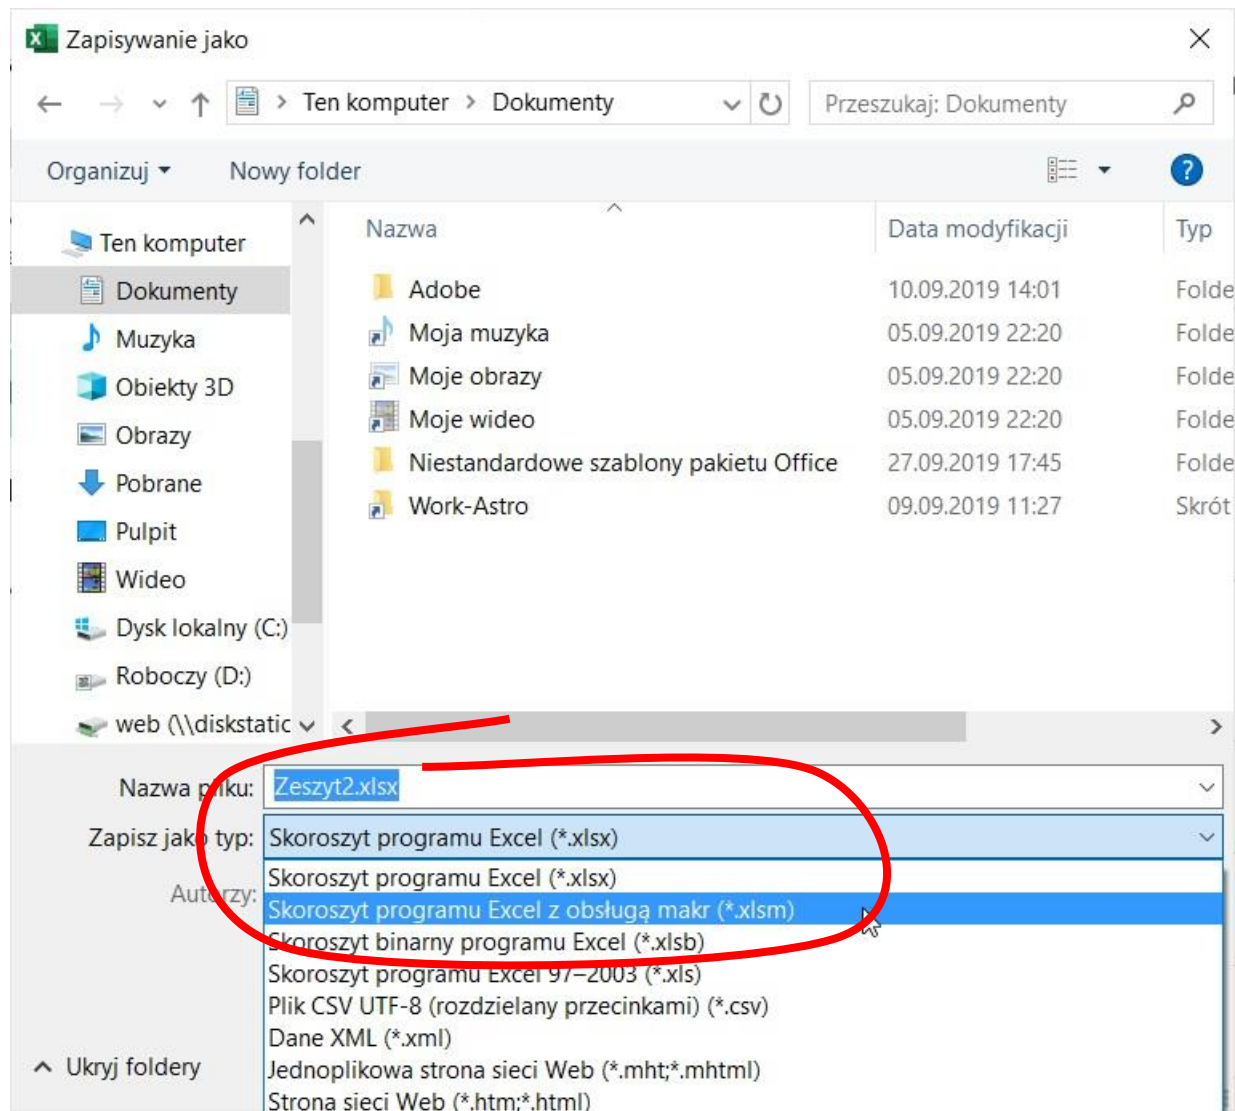 Zapisywanie jako
Ten komputer > Dokumenty
Przeszukaj: Dokumenty
Organizuj
Nowy folder
?
Ten komputer
Dokumenty
Muzyka
Obiekty 3D
Obrazy
Pobrane
Pulpit
Wideo
Dysk lokalny (C:)
Roboczy (D:)
web (\\diskstatic
Nazwa Data modyfikacji Typ
Adobe 10.09.2019 14:01 Folde
Moja muzyka 05.09.2019 22:20 Folde
Moje obrazy 05.09.2019 22:20 Folde
Moje wideo 05.09.2019 22:20 Folde
Niestandardowe szablony pakietu Office 27.09.2019 17:45 Folde
Work-Astro 09.09.2019 11:27 Skrót
Nazwa pliku: Zeszyt2.xlsx
Zapisz jako typ: Skoroszyt programu Excel (*.xlsx)
Autorzy:
Skoroszyt programu Excel (*.xlsx)
Skoroszyt programu Excel z obsługą makr (*.xlsm)
Skoroszyt binarny programu Excel (*.xlsb)
Skoroszyt programu Excel 97–2003 (*.xls)
Plik CSV UTF-8 (rozdzielany przecinkami) (*.csv)
Dane XML (*.xml)
Jednoplikowa strona sieci Web (*.mht;*.mhtml)
Strona sieci Web (*.htm;*.html)
Ukryj foldery